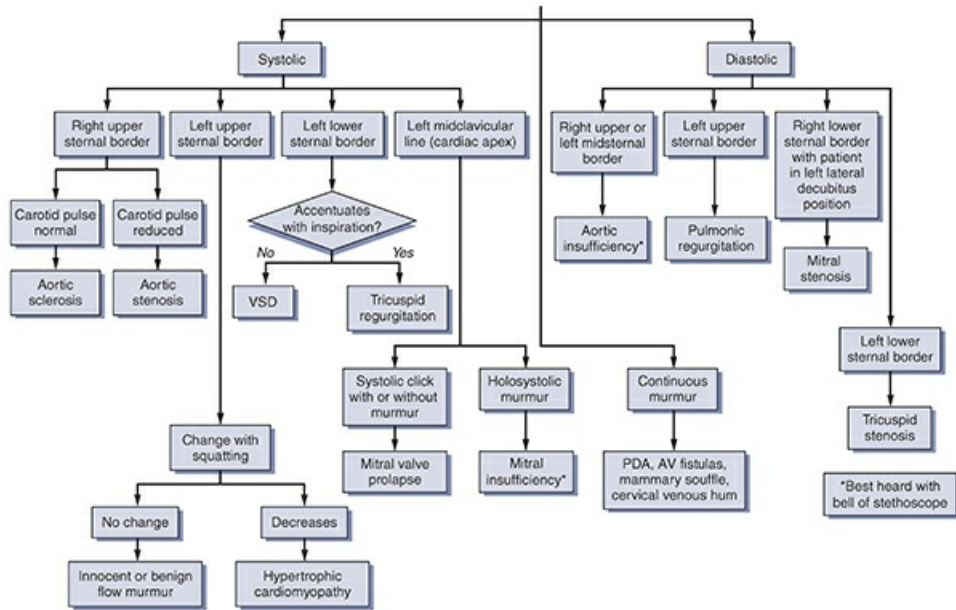 Systolic
Diastolic
Right upper
sternal border
Left upper
sternal border
Left lower
sternal border
Left midclavicular
line (cardiac apex)
Right upper or
left midsternal
border
Left upper
sternal border
Right lower
sternal border
with patient
in left lateral
decubitus
position
Carotid pulse
normal
Carotid pulse
reduced
Accentuates
with inspiration?
Aortic
insufficiency*
Pulmonic
regurgitation
No
Yes
Aortic
sclerosis
Aortic
stenosis
VSD
Tricuspid
regurgitation
Mitral
stenosis
Left lower
sternal border
Systolic click
with or without
murmur
Holosystolic
murmur
Continuous
murmur
Tricuspid
stenosis
Change with
squatting
Mitral valve
prolapse
Mitral
insufficiency*
PDA, AV fistulas,
mammary souffle,
cervical venous hum
*Best heard with
bell of stethoscope
No change
Decreases
Innocent or benign
flow murmur
Hypertrophic
cardiomyopathy